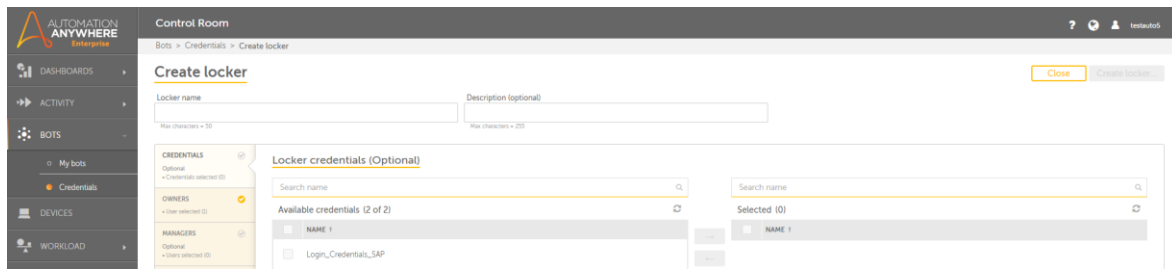 AUTOMATION
ANYWHERE
Enterprise
Control Room
? testauto5
Bots > Credentials > Create locker
DASHBOARDS
ACTIVITY
BOTS
My bots
Credentials
DEVICES
WORKLOAD
Create locker
Close
Create locker...
Locker name
Max characters = 50
Description (optional)
Max characters = 255
CREDENTIALS
Optional
• Credentials selected (0)
OWNERS
• User selected (1)
MANAGERS
Optional
• Users selected (0)
Locker credentials (Optional)
Search name
Available credentials (2 of 2)
NAME
Login_Credentials_SAP
Search name
Selected (0)
NAME